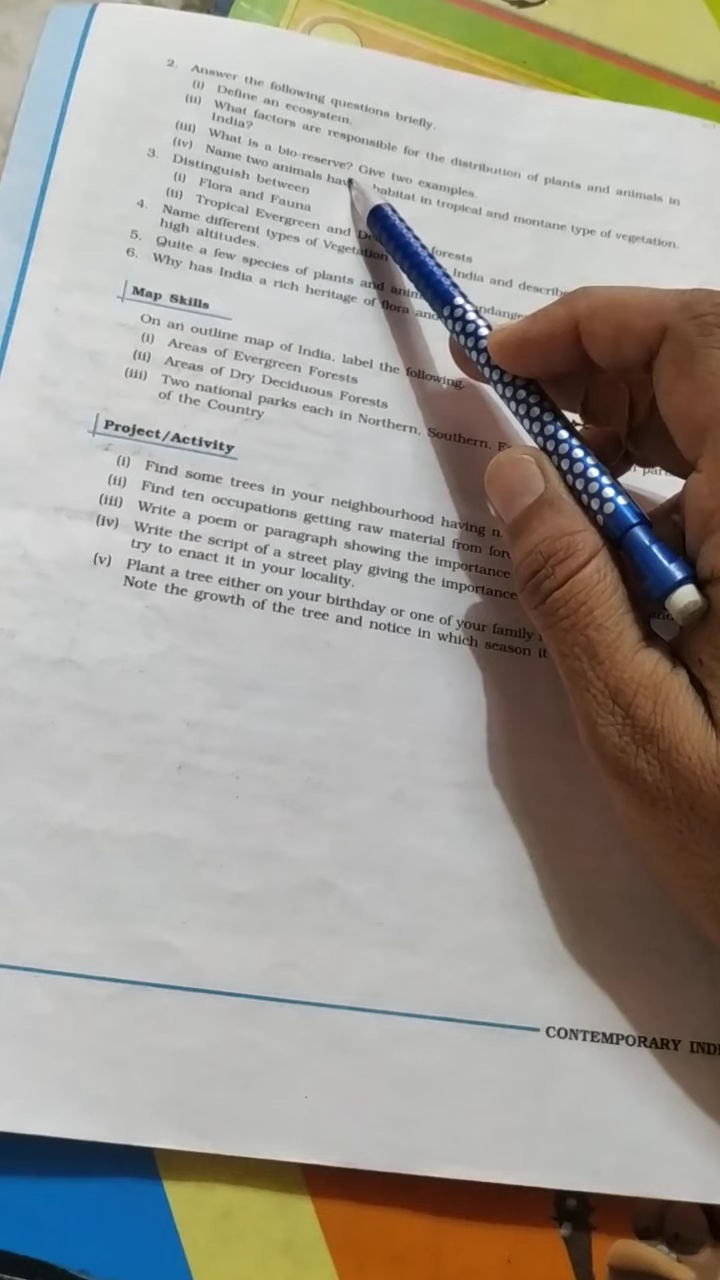 2. Answer the following questions briefly.
(i) Define an ecosystem.
(ii) What factors are responsible for the distribution of plants and animals in
India?
(iii) What is a bio-reserve? Give two examples.
(iv) Name two animals habitat in tropical and montane type of vegetation.
3. Distinguish between
(i) Flora and Fauna
(ii) Tropical Evergreen and forests
4. Name different types of Vegetation India and describe
high altitudes.
5. Quite a few species of plants and
6. Why has India a rich heritage of flora
Map Skills
On an outline map of India, label the following.
(i) Areas of Evergreen Forests
(ii) Areas of Dry Deciduous Forests
(iii) Two national parks each in Northern, Southern,
of the Country
Project/Activity
(i) Find some trees in your neighbourhood having
(ii) Find ten occupations getting raw material from
(iii) Write a poem or paragraph showing the importance
(iv) Write the script of a street play giving the importance
try to enact it in your locality.
(v) Plant a tree either on your birthday or one of your family
Note the growth of the tree and notice in which season it
CONTEMPORARY